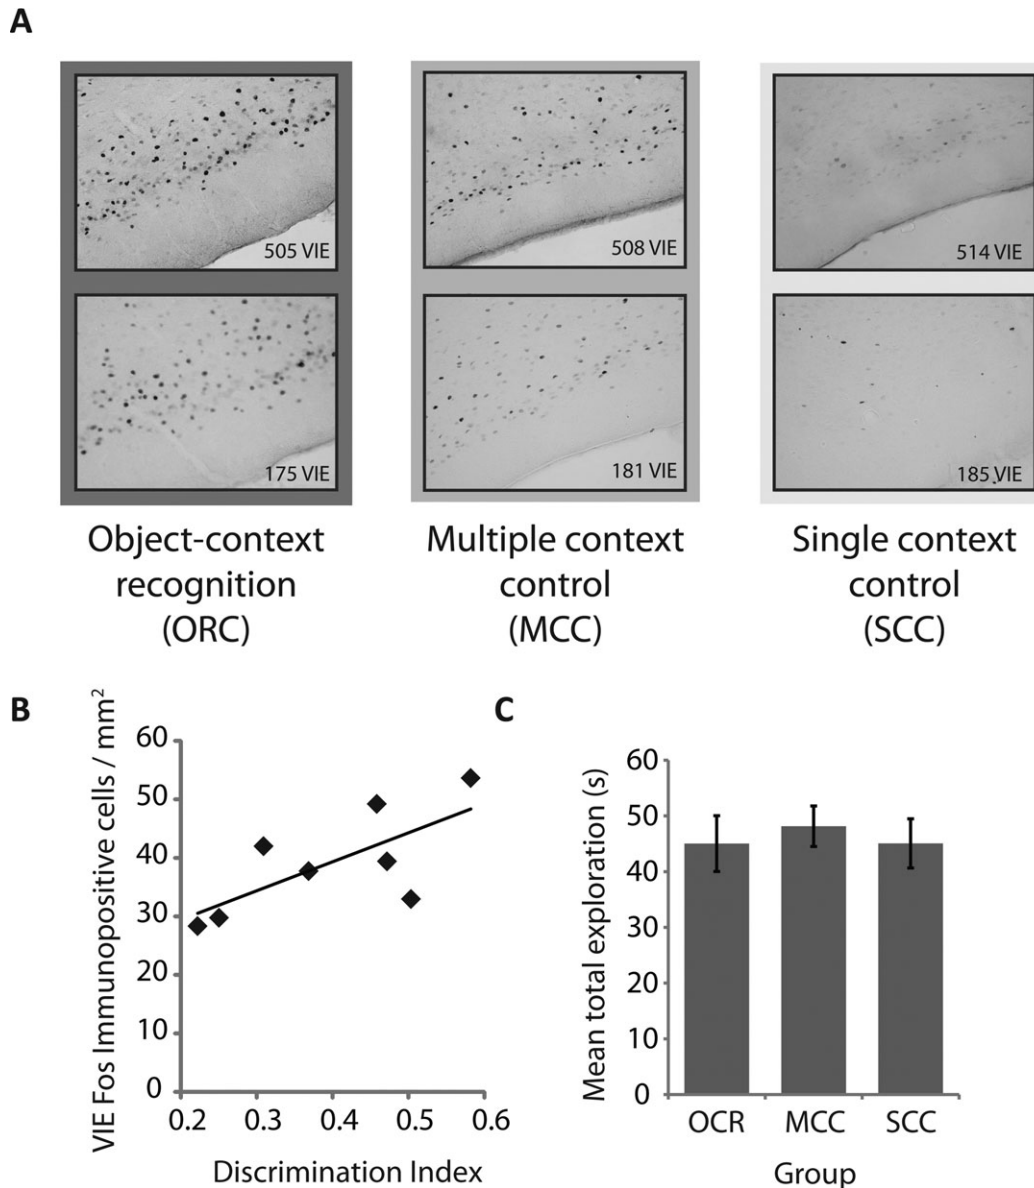 A
505 VIE
508 VIE
514 VIE
175 VIE
181 VIE
185 VIE
Object-context
recognition
(ORC)
Multiple context
control
(MCC)
Single context
control
(SCC)
B
VIE Fos Immunopositive cells / mm²
60
50
40
30
20
10
0
0.2 0.3 0.4 0.5 0.6
Discrimination Index
C
Mean total exploration (s)
60
50
40
30
20
10
0
OCR MCC SCC
Group